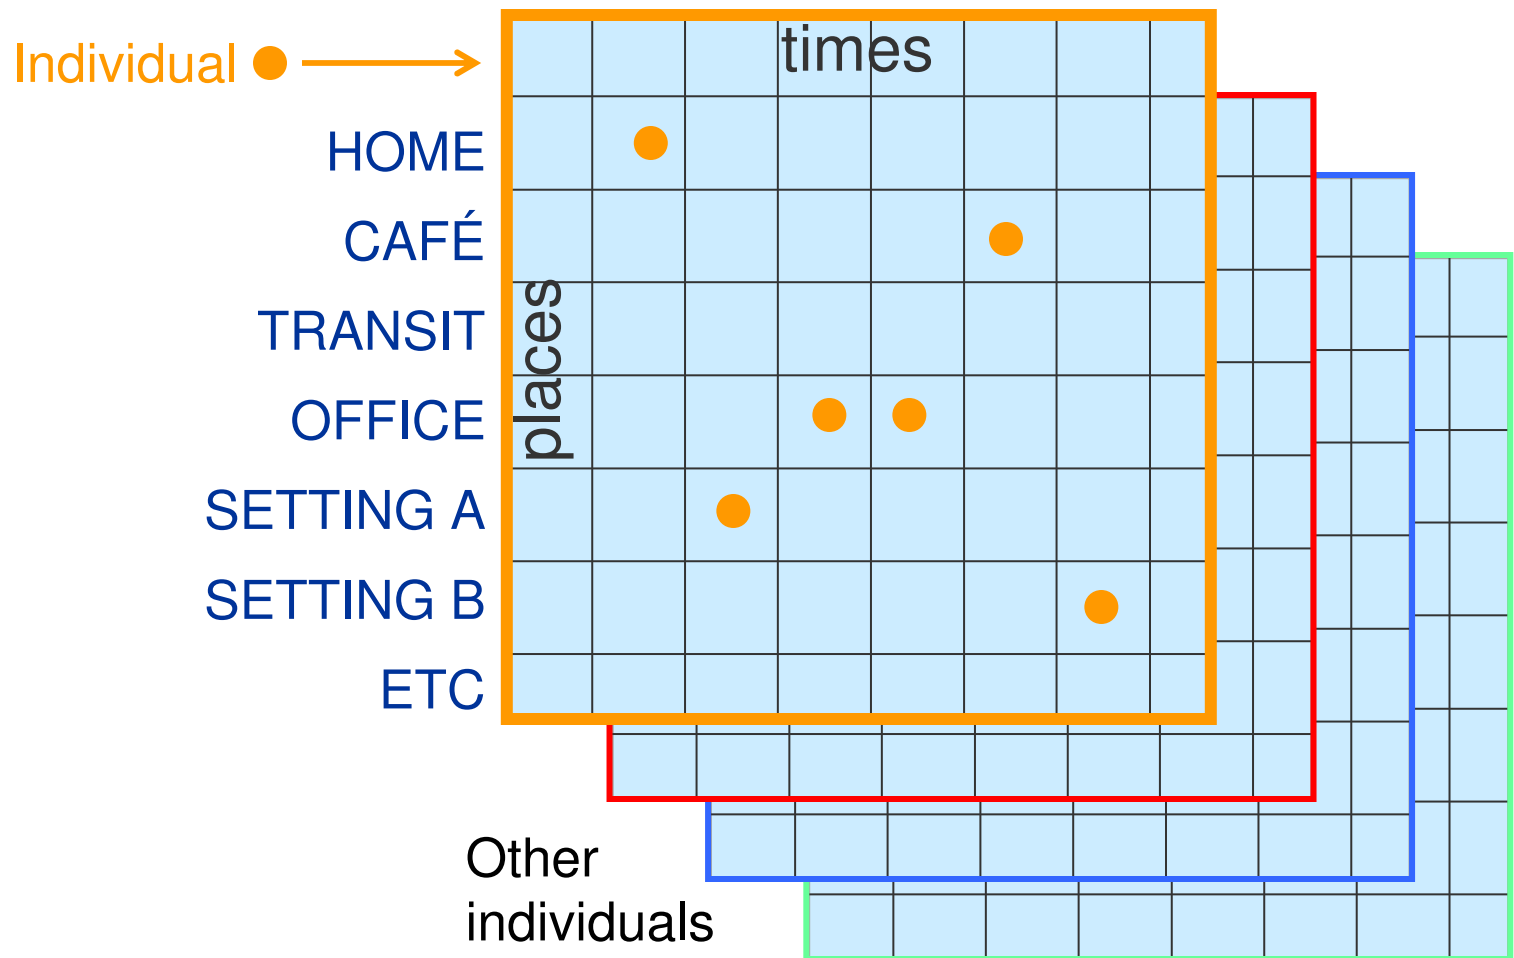 Individual
times
HOME
CAFÉ
TRANSIT
places
OFFICE
SETTING A
SETTING B
ETC
Other
individuals